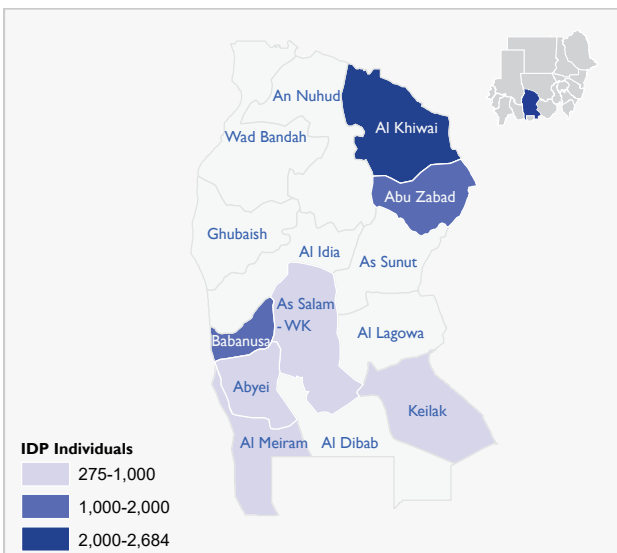 An Nuhud
Al Khiwai
Wad Bandah
Abu Zabad
Ghubaish
Al Idia
As Sunut
As Salam
- WK
Al Lagowa
Babanusa
Abyei
Keilak
Al Meiram
Al Dibab
IDP Individuals
275-1,000
1,000-2,000
2,000-2,684